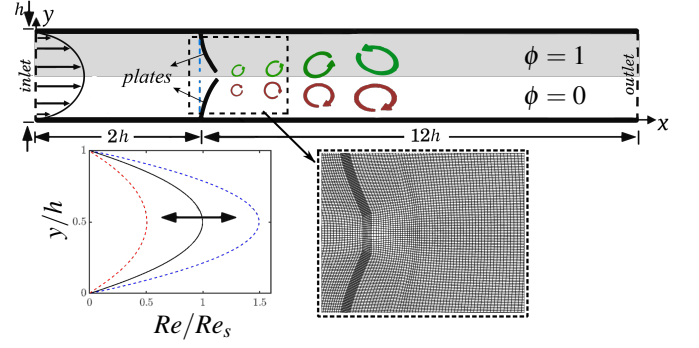 h
y
inlet
plates
ϕ = 1
ϕ = 0
outlet
x
2h
12h
1
0.5
0
y/h
0
0.5
1
1.5
Re/Re_s